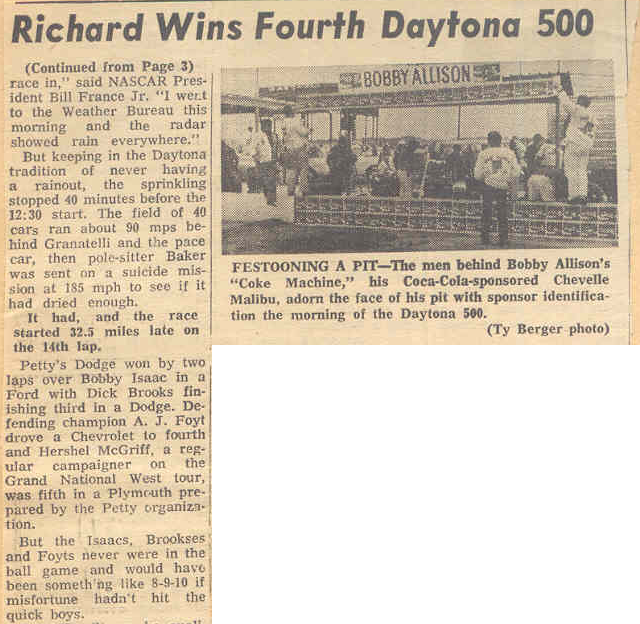 Richard Wins Fourth Daytona 500
(Continued from Page 3)
race in," said NASCAR Pres-
ident Bill France Jr. "I went
to the Weather Bureau this
morning and the radar
showed rain everywhere."
But keeping in the Daytona
tradition of never having
a rainout, the sprinkling
stopped 40 minutes before the
12:30 start. The field of 40
cars ran about 90 mps be-
hind Granatelli and the pace
car, then pole-sitter Baker
was sent on a suicide mis-
sion at 185 mph to see if it
had dried enough.
It had, and the race
started 32.5 miles late on
the 14th lap.
Petty's Dodge won by two
laps over Bobby Isaac in a
Ford with Dick Brooks fin-
ishing third in a Dodge. De-
fending champion A. J. Foyt
drove a Chevrolet to fourth
and Hershel McGriff, a reg-
ular campaigner on the
Grand National West tour,
was fifth in a Plymouth pre-
pared by the Petty organiza-
tion.
But the Isaacs, Brookses
and Foyts never were in the
ball game and would have
been something like 8-9-10 if
misfortune hadn't hit the
quick boys.
BOBBY ALLISON
FESTOONING A PIT—The men behind Bobby Allison's
"Coke Machine," his Coca-Cola-sponsored Chevelle
Malibu, adorn the face of his pit with sponsor identifica-
tion the morning of the Daytona 500.
(Ty Berger photo)